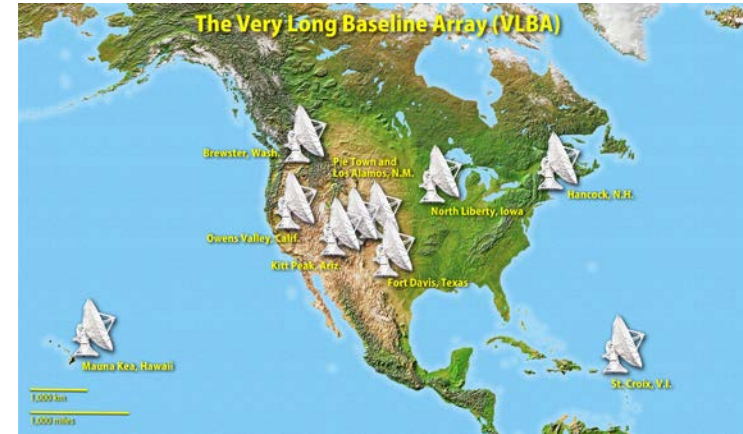 The Very Long Baseline Array (VLBA)
Brewster, Wash.
Pie Town and
Los Alamos, N.M.
Hancock, N.H.
North Liberty, Iowa
Owens Valley, Calif.
Kitt Peak, Ariz.
Fort Davis, Texas
Mauna Kea, Hawaii
St. Croix, V.I.
1,000 km
1,000 miles